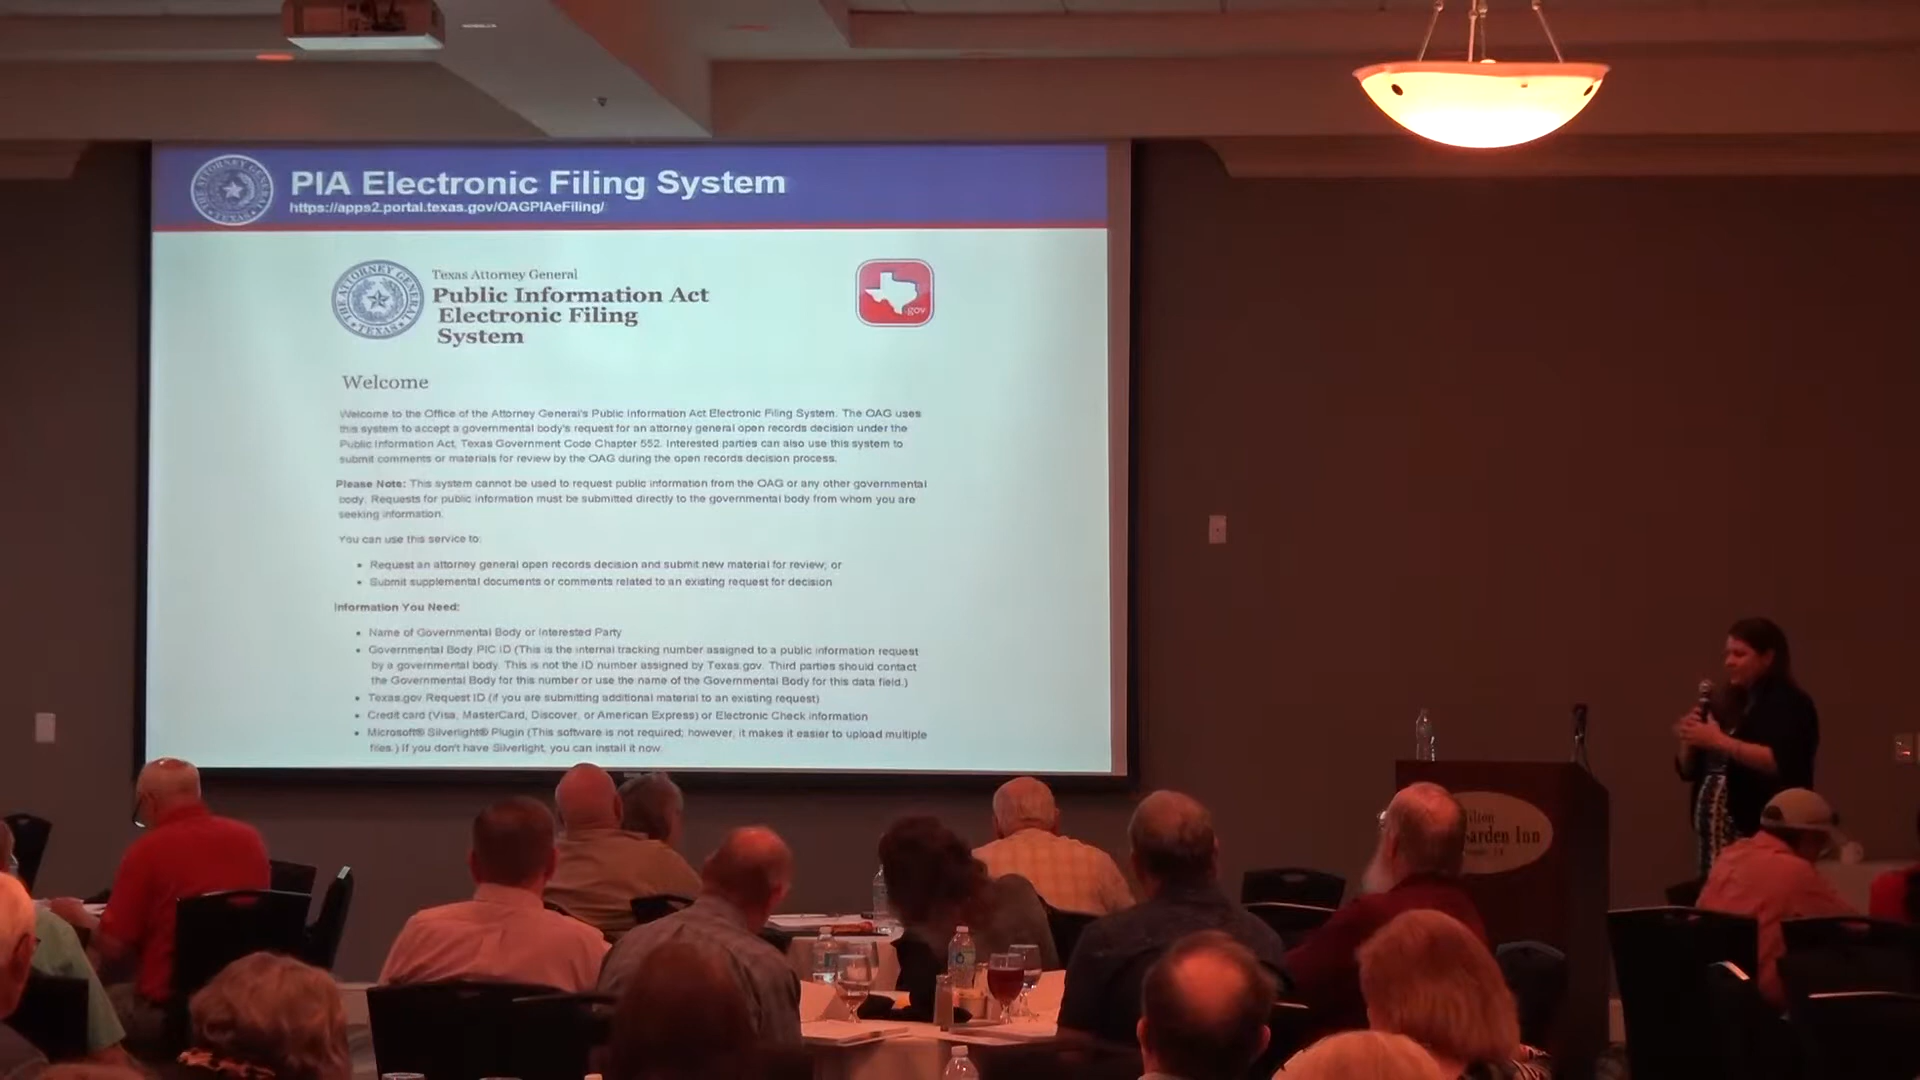 PIA Electronic Filing System
https://apps2.portal.texas.gov/OAGPIAeFiling/
THE ATTORNEY GENERAL
TEXAS
Texas Attorney General
Public Information Act
Electronic Filing
System
.gov
Welcome
Welcome to the Office of the Attorney General's Public Information Act Electronic Filing System. The OAG uses
this system to accept a governmental body's request for an attorney general open records decision under the
Public Information Act, Texas Government Code Chapter 552. Interested parties can also use this system to
submit comments or materials for review by the OAG during the open records decision process.
Please Note: This system cannot be used to request public information from the OAG or any other governmental
body. Requests for public information must be submitted directly to the governmental body from whom you are
seeking information.
You can use this service to:
• Request an attorney general open records decision and submit new material for review; or
• Submit supplemental documents or comments related to an existing request for decision
Information You Need:
• Name of Governmental Body or Interested Party
• Governmental Body PIC ID (This is the internal tracking number assigned to a public information request
by a governmental body. This is not the ID number assigned by Texas.gov. Third parties should contact
the Governmental Body for this number or use the name of the Governmental Body for this data field.)
• Texas.gov Request ID (if you are submitting additional material to an existing request)
• Credit card (Visa, MasterCard, Discover, or American Express) or Electronic Check information
• Microsoft® Silverlight® Plugin (This software is not required; however, it makes it easier to upload multiple
files.) If you don't have Silverlight, you can install it now.
Garden Inn